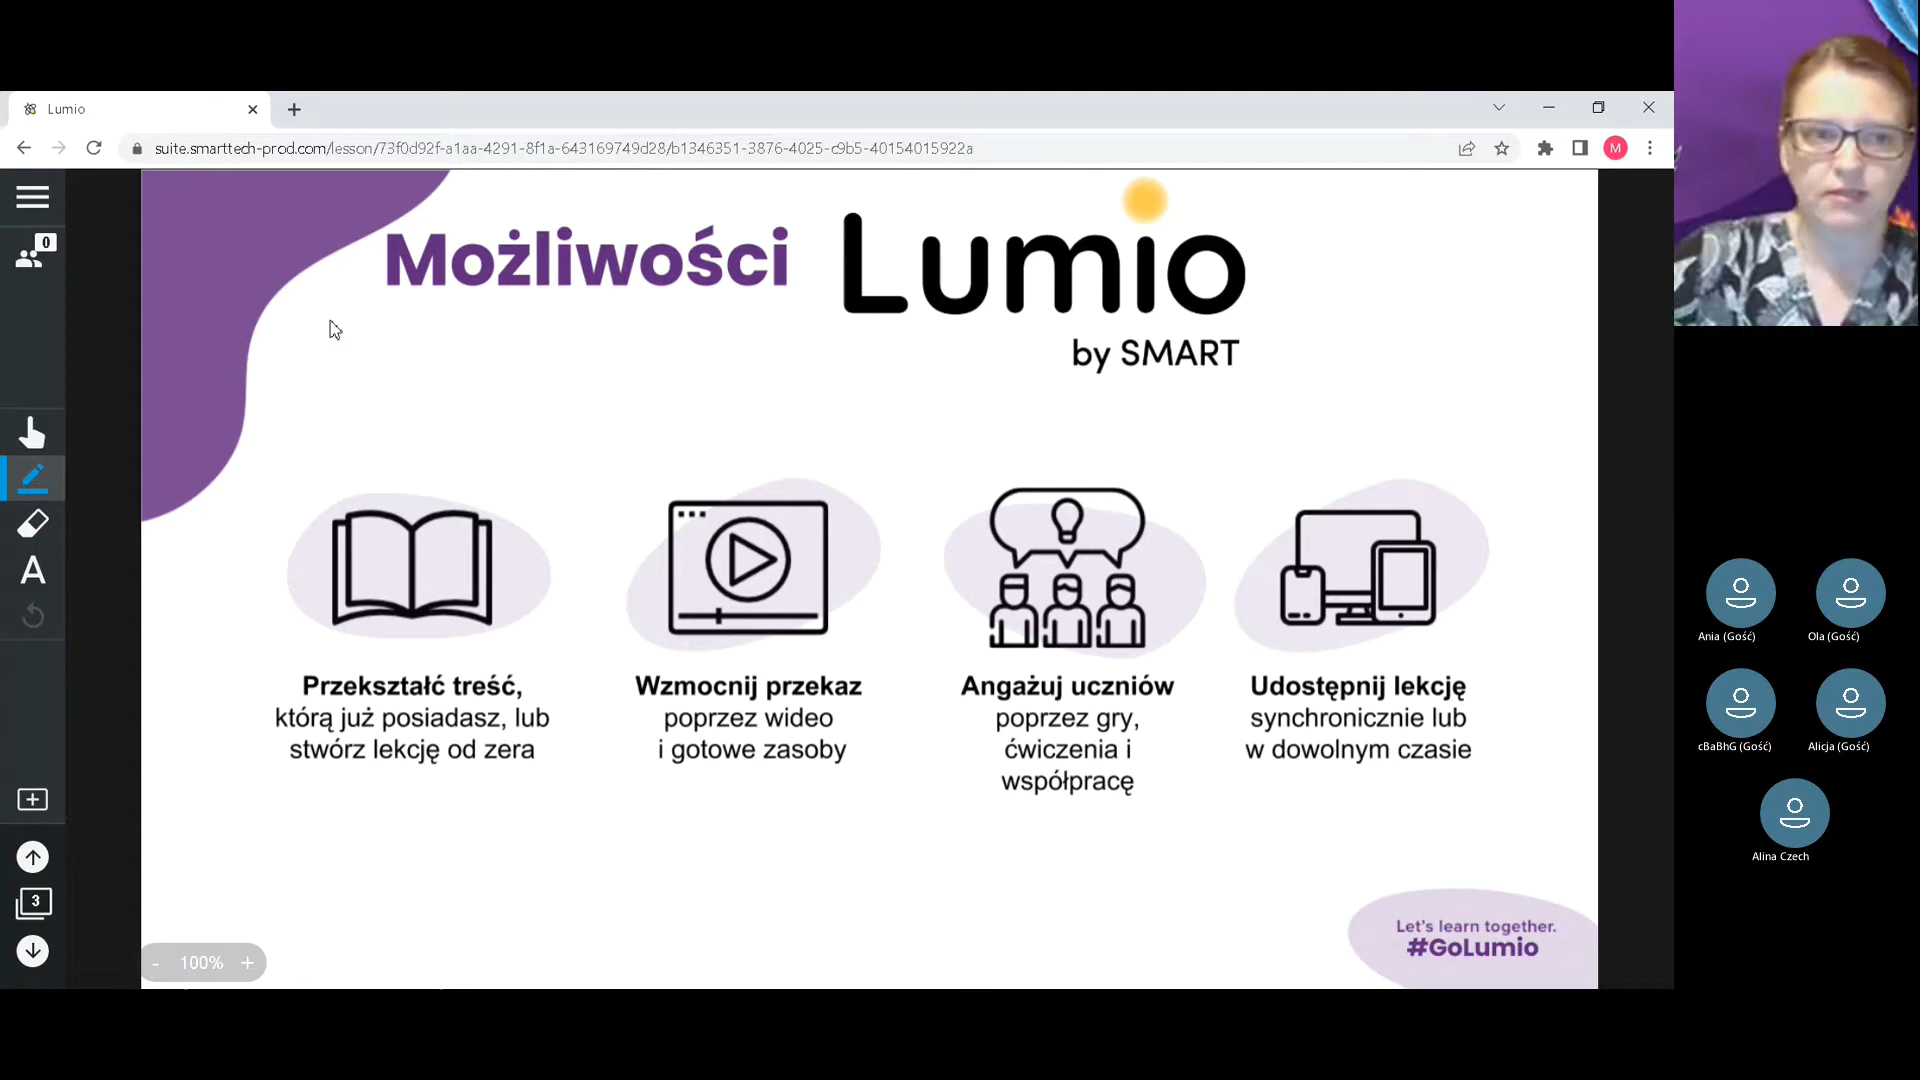 Lumio
suite.smarttech-prod.com/lesson/73f0d92f-a1aa-4291-8f1a-643169749d28/b1346351-3876-4025-c9b5-40154015922a
M
0
Możliwości
Lumio
by SMART
Przekształć treść,
którą już posiadasz, lub
stwórz lekcję od zera
Wzmocnij przekaz
poprzez wideo
i gotowe zasoby
Angażuj uczniów
poprzez gry,
ćwiczenia i
współpracę
Udostępnij lekcję
synchronicznie lub
w dowolnym czasie
A
3
- 100% +
Let's learn together.
#GoLumio
Ania (Gość)
Ola (Gość)
cBaBhG (Gość)
Alicja (Gość)
Alina Czech